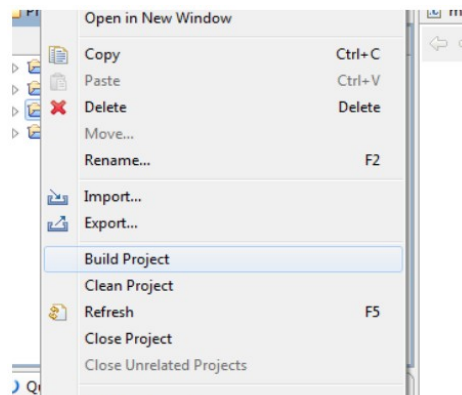 Open in New Window
Copy Ctrl+C
Paste Ctrl+V
Delete Delete
Move...
Rename... F2
Import...
Export...
Build Project
Clean Project
Refresh F5
Close Project
Close Unrelated Projects